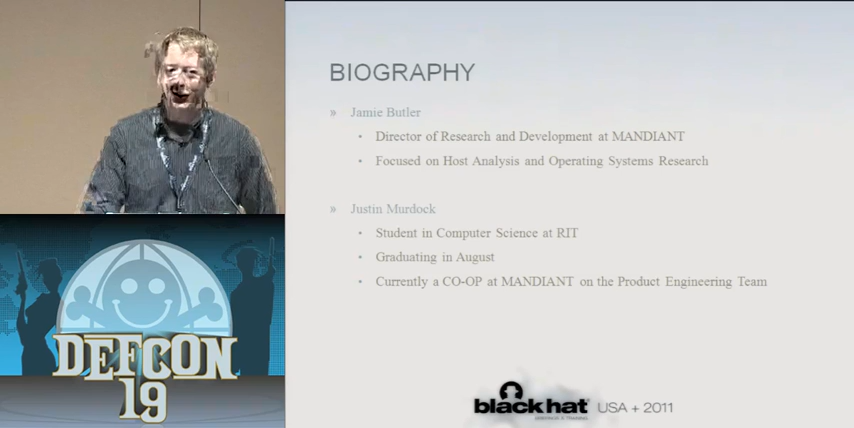 BIOGRAPHY
» Jamie Butler
• Director of Research and Development at MANDIANT
• Focused on Host Analysis and Operating Systems Research
» Justin Murdock
• Student in Computer Science at RIT
• Graduating in August
• Currently a CO-OP at MANDIANT on the Product Engineering Team
DEFCON
19
black hat USA + 2011